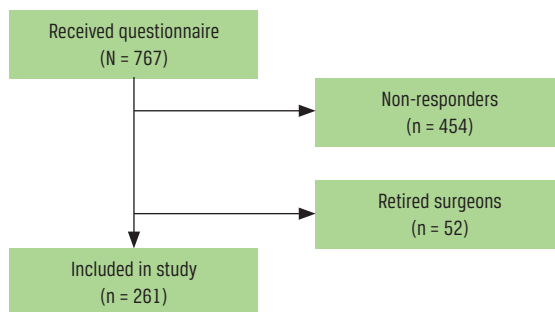 Received questionnaire
(N = 767)
Non-responders
(n = 454)
Retired surgeons
(n = 52)
Included in study
(n = 261)